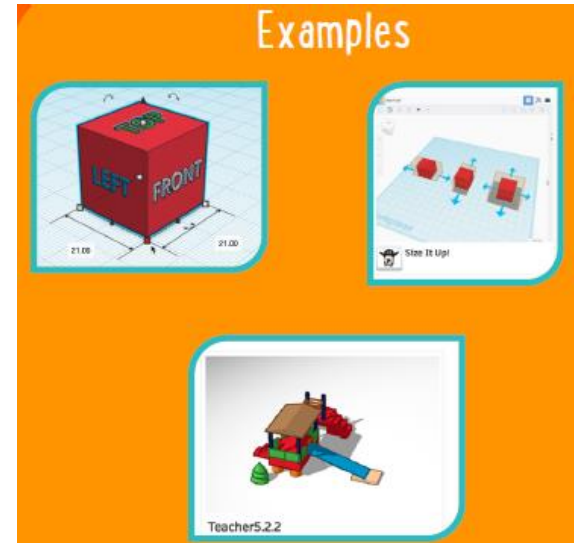 Examples
TOP
LEFT
FRONT
21.00
21.00
Size It Up!
Teacher5.2.2